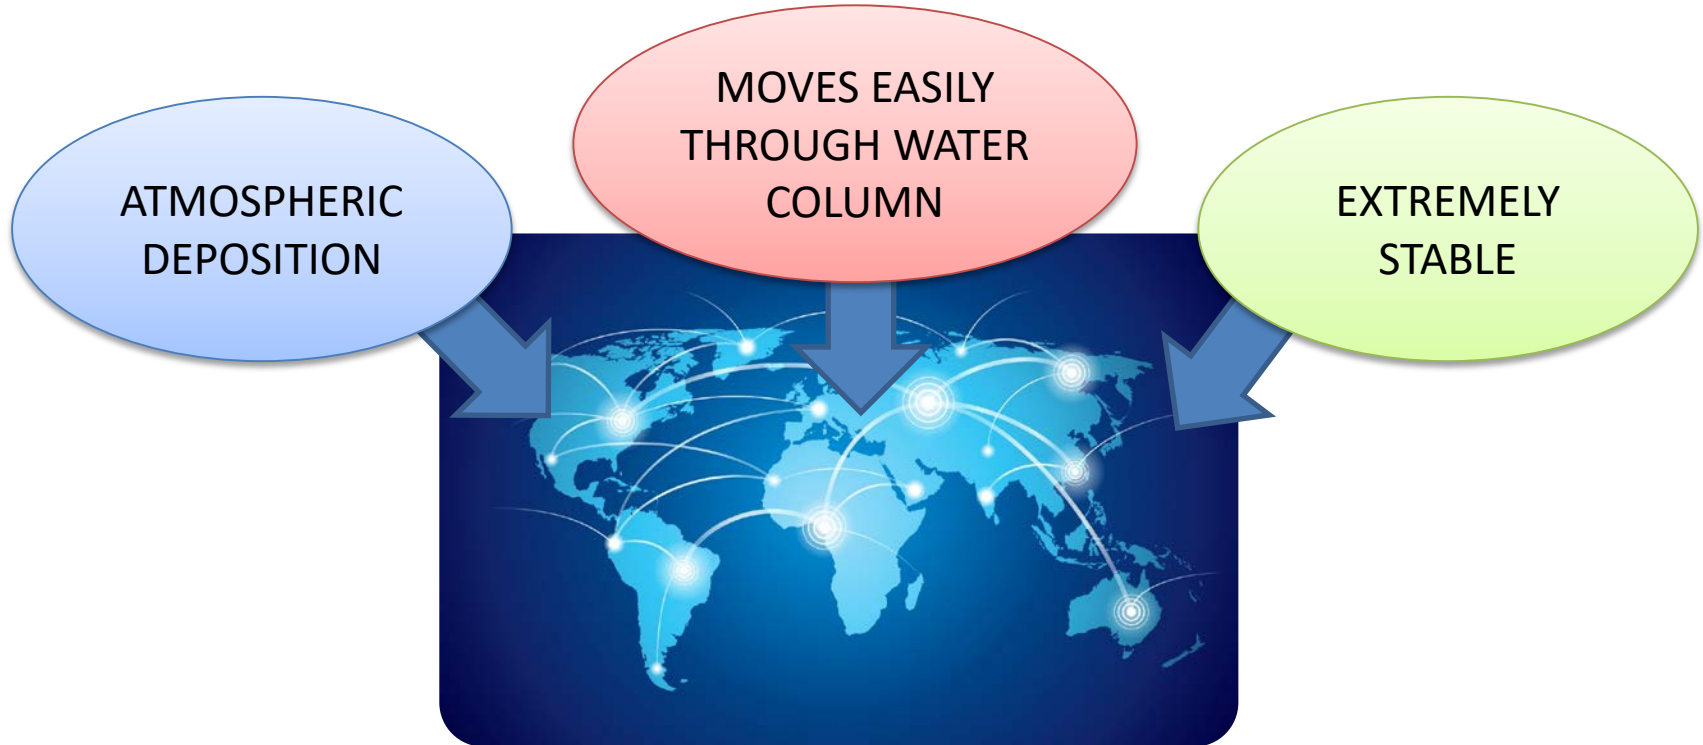 ATMOSPHERIC
DEPOSITION
MOVES EASILY
THROUGH WATER
COLUMN
EXTREMELY
STABLE